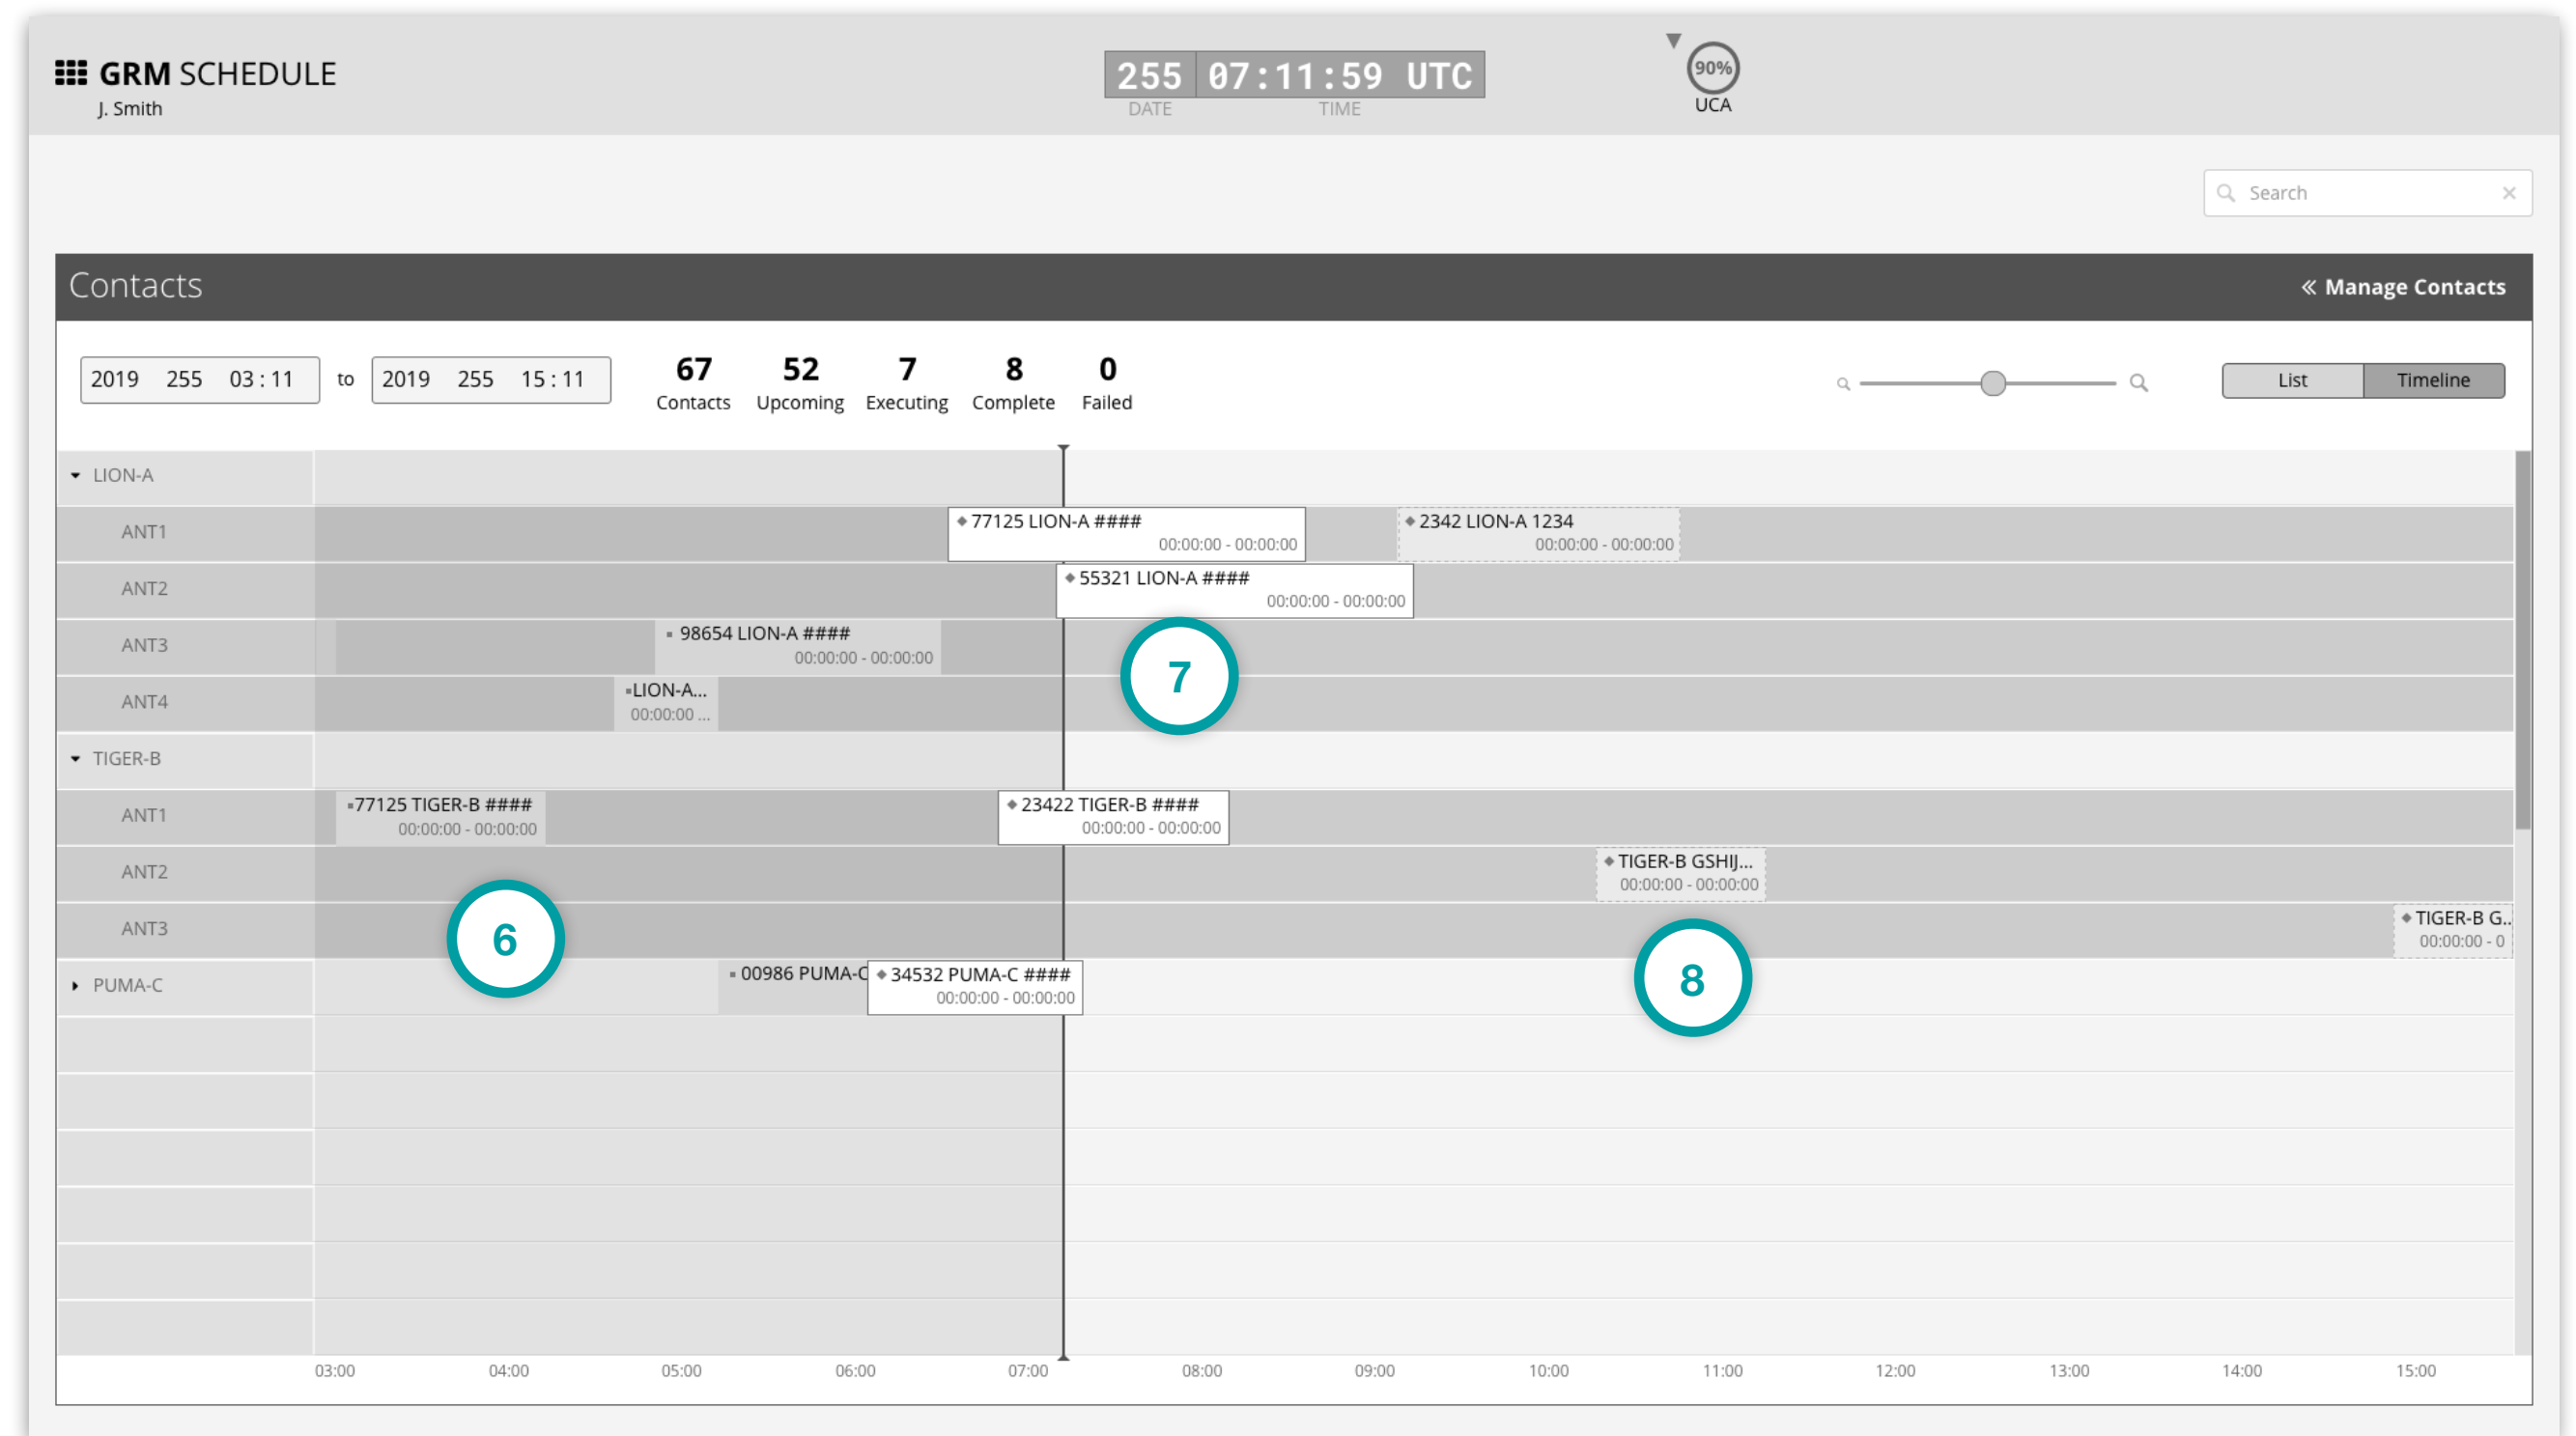 GRM SCHEDULE
J. Smith
255 07:11:59 UTC
DATE TIME
90%
UCA
Search
Contacts
Manage Contacts
2019 255 03 : 11 to 2019 255 15 : 11
67 52 7 8 0
Contacts Upcoming Executing Complete Failed
List Timeline
LION-A
ANT1
77125 LION-A ####
00:00:00 - 00:00:00
2342 LION-A 1234
00:00:00 - 00:00:00
ANT2
55321 LION-A ####
00:00:00 - 00:00:00
ANT3
98654 LION-A ####
00:00:00 - 00:00:00
7
ANT4
LION-A...
00:00:00 ...
TIGER-B
ANT1
77125 TIGER-B ####
00:00:00 - 00:00:00
23422 TIGER-B ####
00:00:00 - 00:00:00
ANT2
TIGER-B GSHIJ...
00:00:00 - 00:00:00
ANT3
6
8
TIGER-B G..
00:00:00 - 0
PUMA-C
00986 PUMA-C
34532 PUMA-C ####
00:00:00 - 00:00:00
03:00 04:00 05:00 06:00 07:00 08:00 09:00 10:00 11:00 12:00 13:00 14:00 15:00